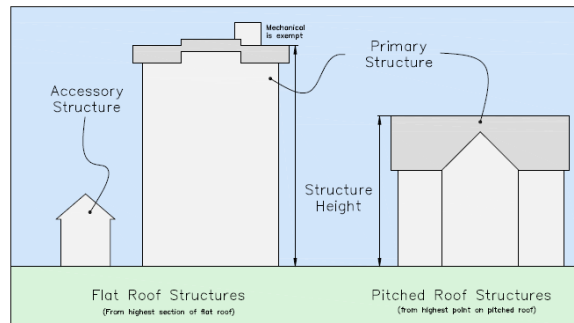 Mechanical
is exempt
Primary
Structure
Accessory
Structure
Structure
Height
Flat Roof Structures
(From highest section of flat roof)
Pitched Roof Structures
(from highest point on pitched roof)